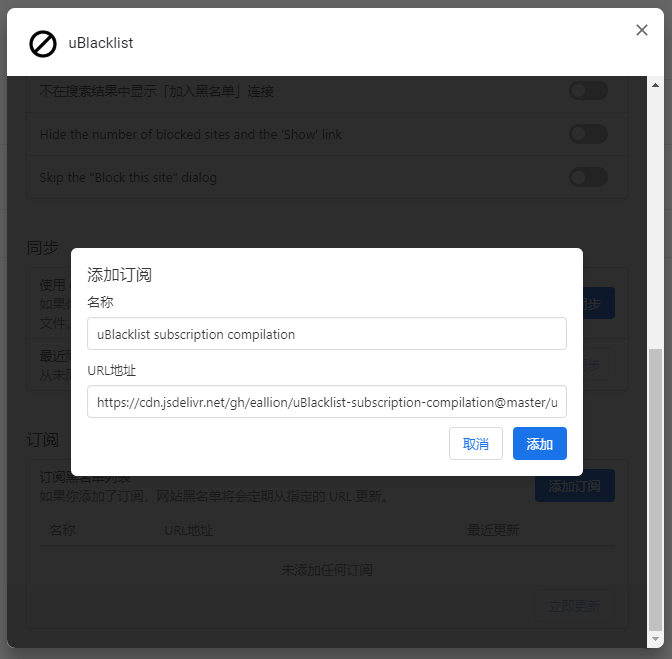 uBlacklist
不在搜索结果中显示「加入黑名单」连接
Hide the number of blocked sites and the 'Show' link
Skip the "Block this site" dialog
同步
使用
如果你
文件,
同步
最近同
从未同
添加订阅
名称
uBlacklist subscription compilation
URL地址
https://cdn.jsdelivr.net/gh/eallion/uBlacklist-subscription-compilation@master/u
取消
添加
订阅
订阅黑名单列表
如果你添加了订阅，网站黑名单将会定期从指定的 URL 更新。
添加订阅
名称 URL地址 最近更新
未添加任何订阅
立即更新